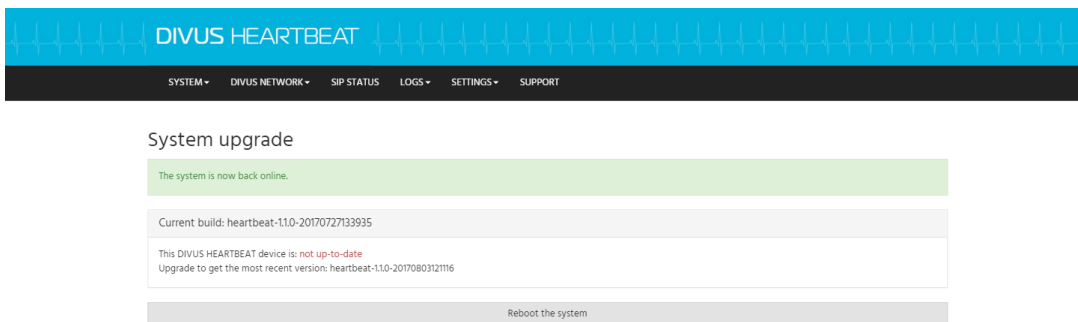 DIVUS HEARTBEAT
SYSTEM DIVUS NETWORK SIP STATUS LOGS SETTINGS SUPPORT
System upgrade
The system is now back online.
Current build: heartbeat-1.1.0-20170727133935
This DIVUS HEARTBEAT device is: not up-to-date
Upgrade to get the most recent version: heartbeat-1.1.0-20170803121116
Reboot the system